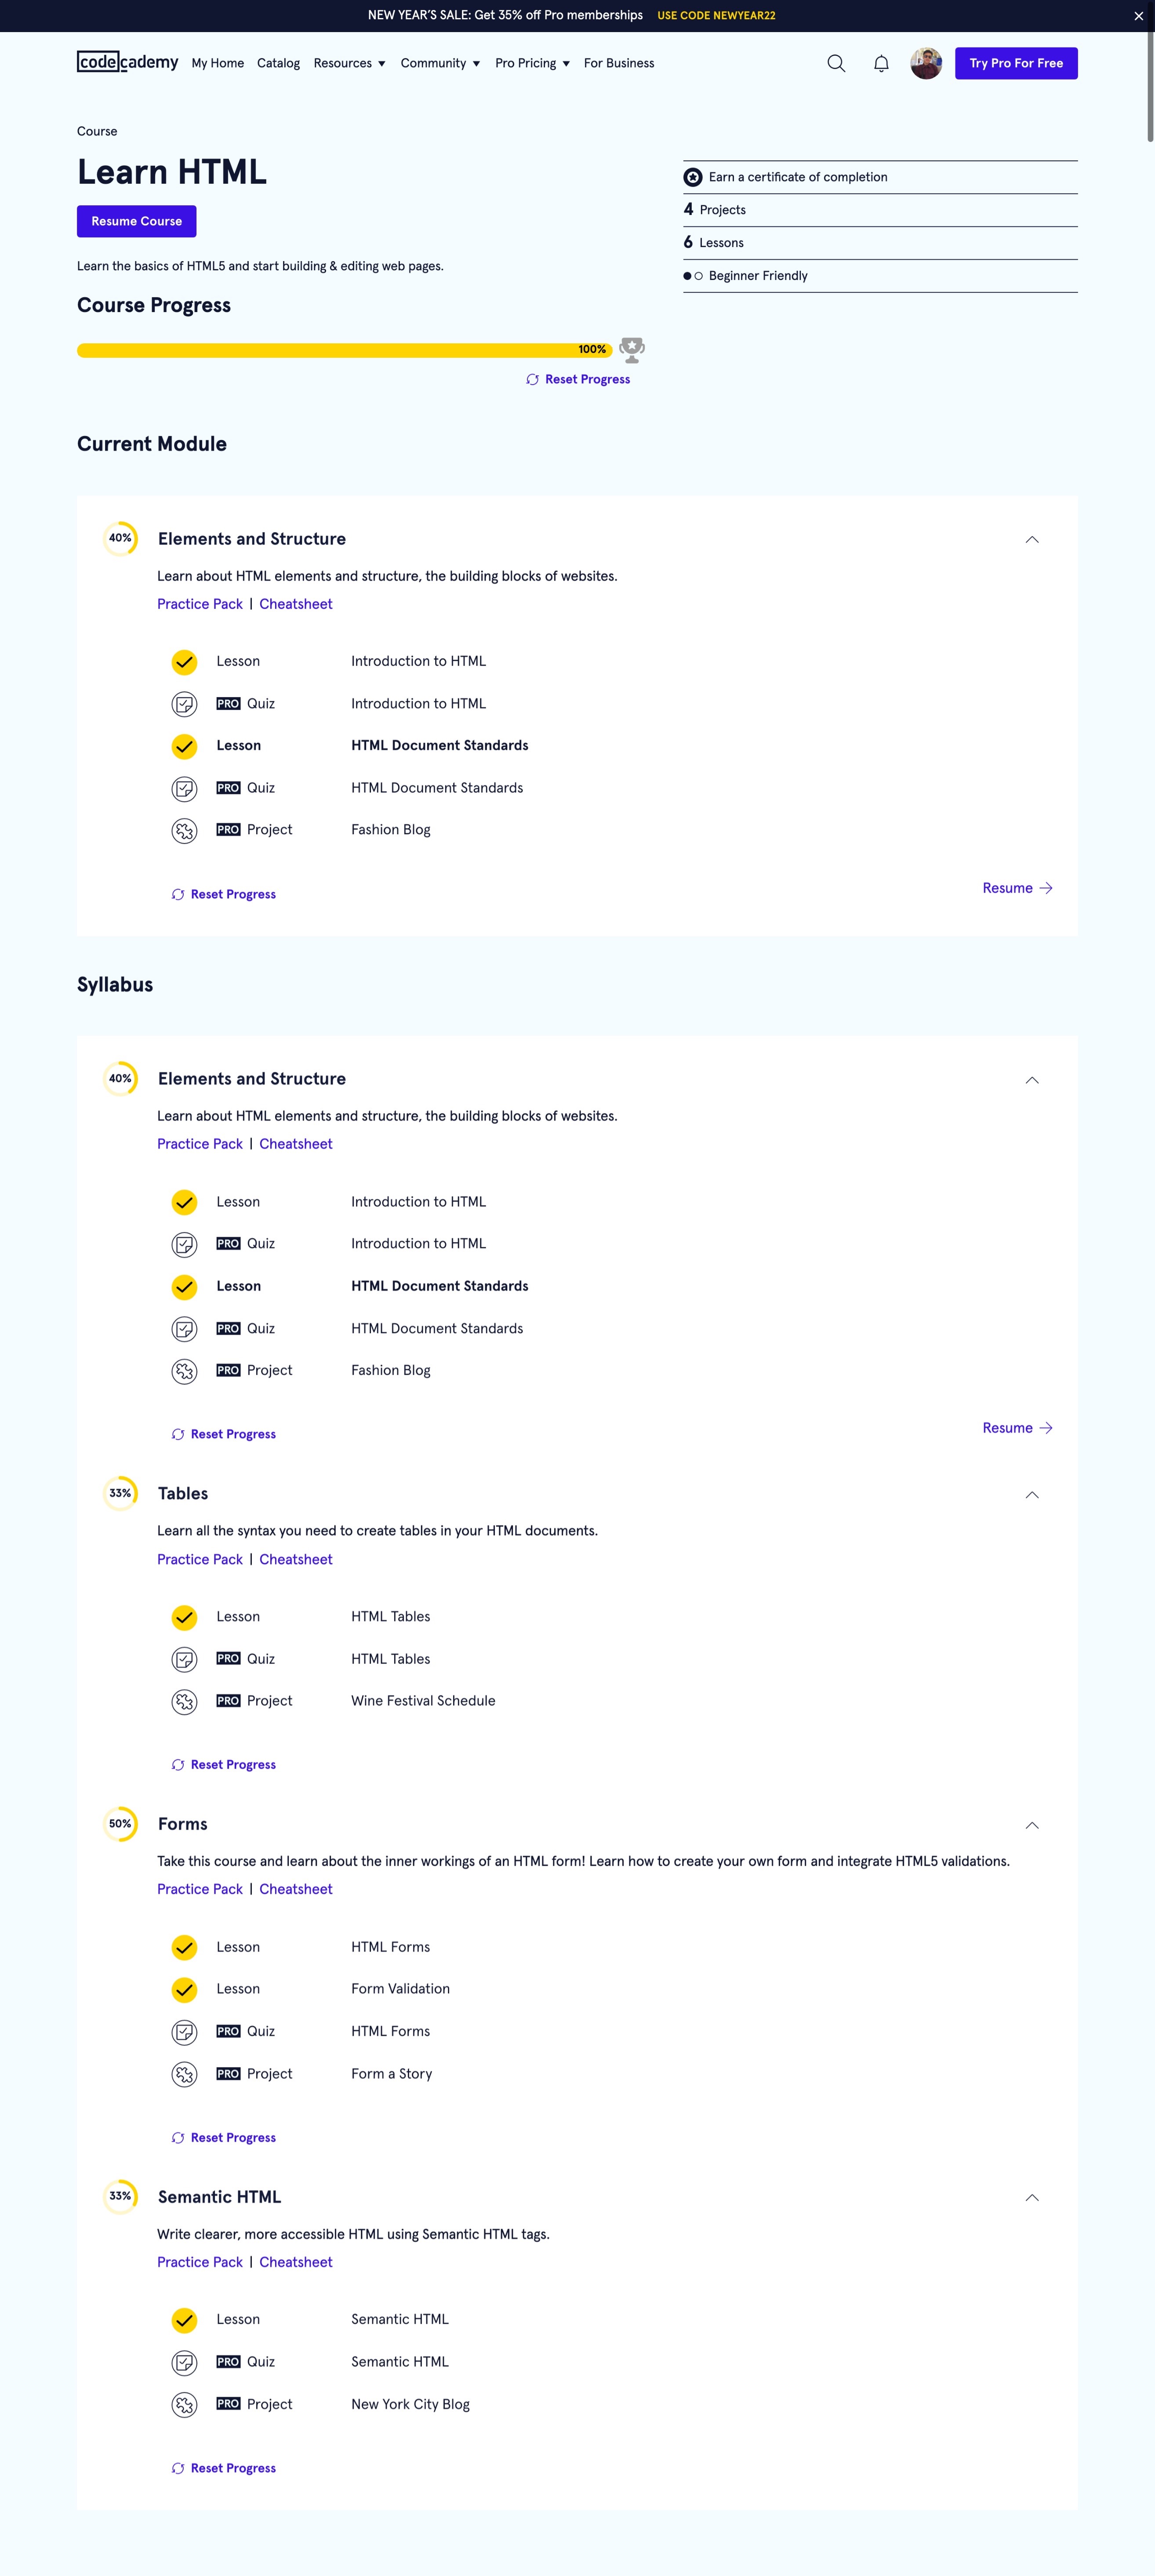 NEW YEAR'S SALE: Get 35% off Pro memberships USE CODE NEWYEAR22
codecademy My Home Catalog Resources Community Pro Pricing For Business Try Pro For Free
Course
Learn HTML
Resume Course
Learn the basics of HTML5 and start building & editing web pages.
Earn a certificate of completion
4 Projects
6 Lessons
Beginner Friendly
Course Progress
100%
Reset Progress
Current Module
40% Elements and Structure
Learn about HTML elements and structure, the building blocks of websites.
Practice Pack | Cheatsheet
Lesson Introduction to HTML
PRO Quiz Introduction to HTML
Lesson HTML Document Standards
PRO Quiz HTML Document Standards
PRO Project Fashion Blog
Reset Progress Resume
Syllabus
40% Elements and Structure
Learn about HTML elements and structure, the building blocks of websites.
Practice Pack | Cheatsheet
Lesson Introduction to HTML
PRO Quiz Introduction to HTML
Lesson HTML Document Standards
PRO Quiz HTML Document Standards
PRO Project Fashion Blog
Reset Progress Resume
33% Tables
Learn all the syntax you need to create tables in your HTML documents.
Practice Pack | Cheatsheet
Lesson HTML Tables
PRO Quiz HTML Tables
PRO Project Wine Festival Schedule
Reset Progress
50% Forms
Take this course and learn about the inner workings of an HTML form! Learn how to create your own form and integrate HTML5 validations.
Practice Pack | Cheatsheet
Lesson HTML Forms
Lesson Form Validation
PRO Quiz HTML Forms
PRO Project Form a Story
Reset Progress
33% Semantic HTML
Write clearer, more accessible HTML using Semantic HTML tags.
Practice Pack | Cheatsheet
Lesson Semantic HTML
PRO Quiz Semantic HTML
PRO Project New York City Blog
Reset Progress